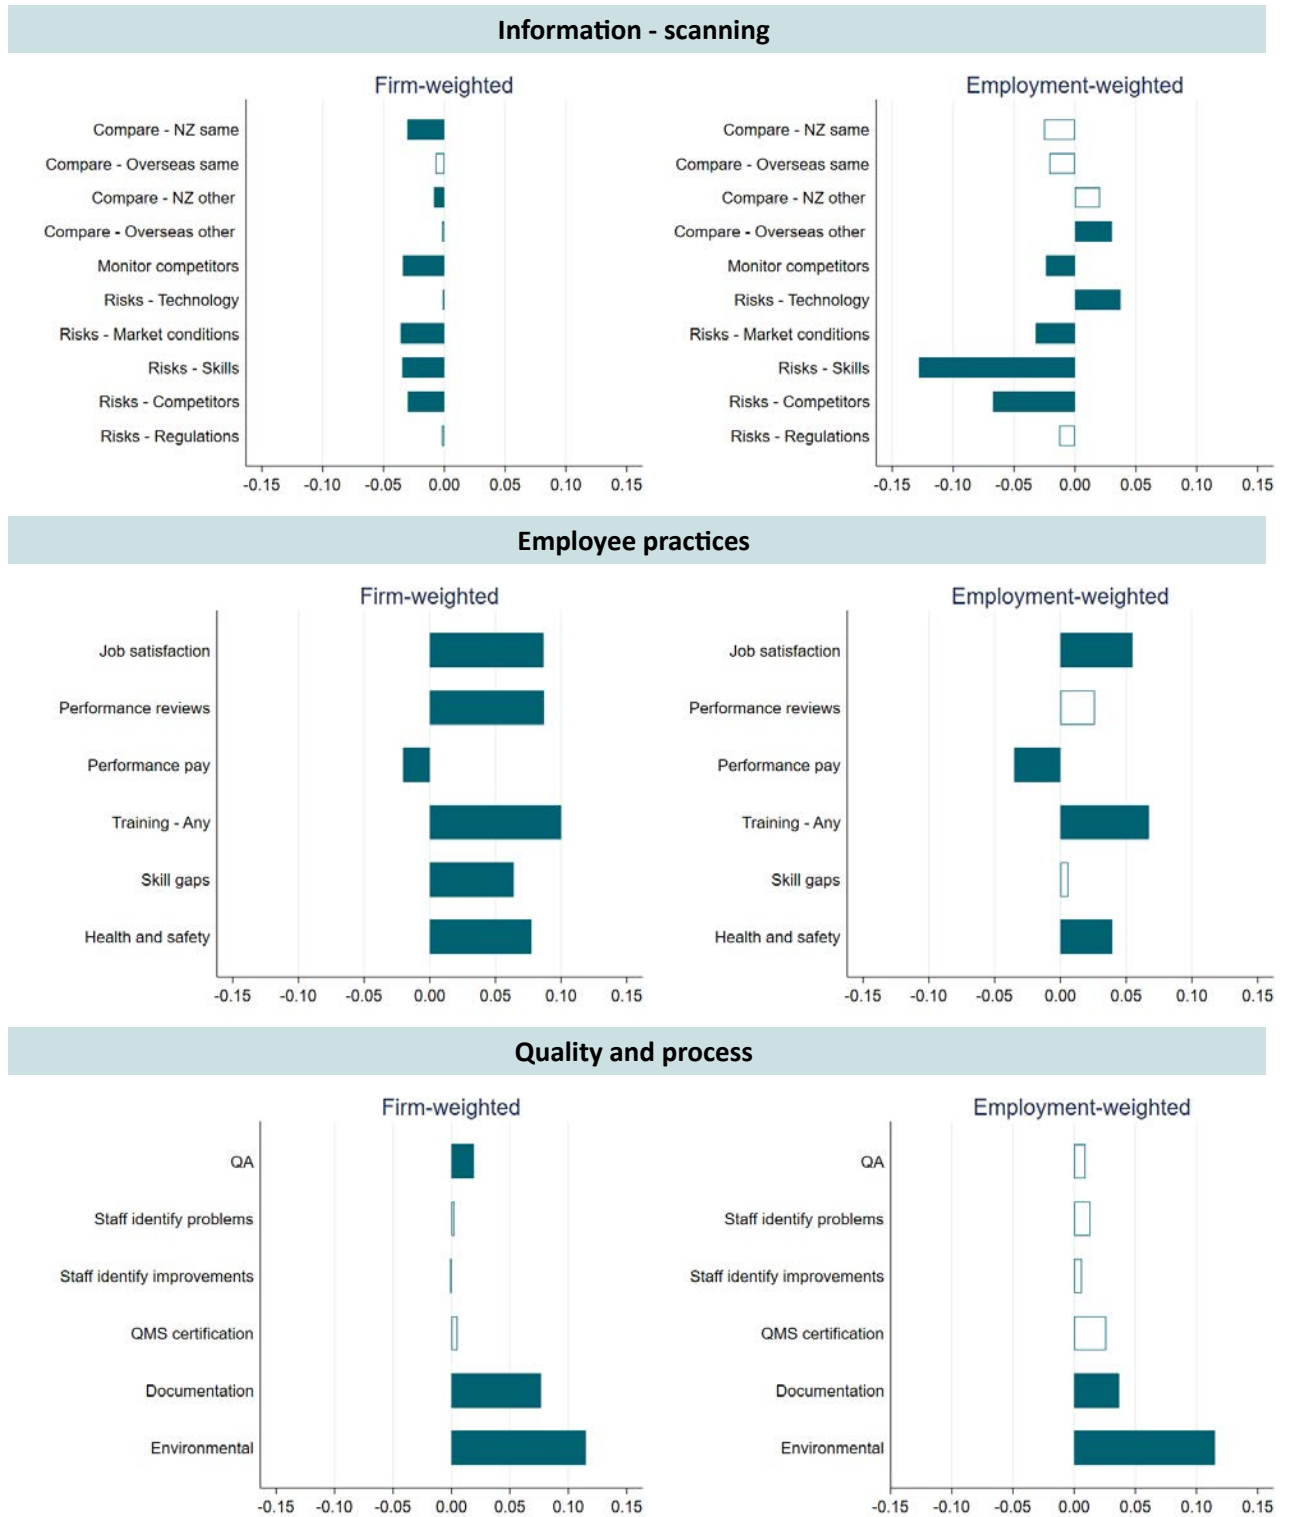 Information - scanning
Firm-weighted
Compare - NZ same
Compare - Overseas same
Compare - NZ other
Compare - Overseas other
Monitor competitors
Risks - Technology
Risks - Market conditions
Risks - Skills
Risks - Competitors
Risks - Regulations
-0.15 -0.10 -0.05 0.00 0.05 0.10 0.15
Employment-weighted
Compare - NZ same
Compare - Overseas same
Compare - NZ other
Compare - Overseas other
Monitor competitors
Risks - Technology
Risks - Market conditions
Risks - Skills
Risks - Competitors
Risks - Regulations
-0.15 -0.10 -0.05 0.00 0.05 0.10 0.15
Employee practices
Firm-weighted
Job satisfaction
Performance reviews
Performance pay
Training - Any
Skill gaps
Health and safety
-0.15 -0.10 -0.05 0.00 0.05 0.10 0.15
Employment-weighted
Job satisfaction
Performance reviews
Performance pay
Training - Any
Skill gaps
Health and safety
-0.15 -0.10 -0.05 0.00 0.05 0.10 0.15
Quality and process
Firm-weighted
QA
Staff identify problems
Staff identify improvements
QMS certification
Documentation
Environmental
-0.15 -0.10 -0.05 0.00 0.05 0.10 0.15
Employment-weighted
QA
Staff identify problems
Staff identify improvements
QMS certification
Documentation
Environmental
-0.15 -0.10 -0.05 0.00 0.05 0.10 0.15